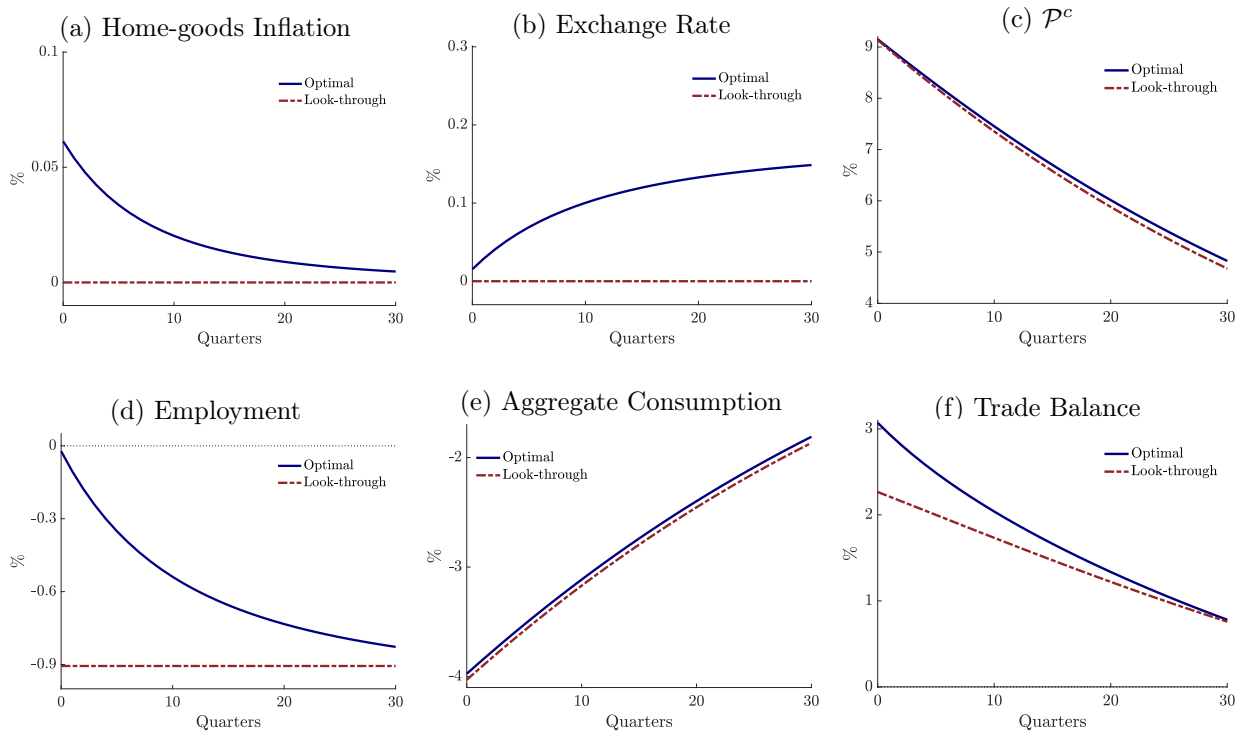 (a) Home-goods Inflation
0.1
0.05
0
%
0
10
20
30
Quarters
Optimal
Look-through
(b) Exchange Rate
0.3
0.2
0.1
0
%
0
10
20
30
Quarters
Optimal
Look-through
(c) 𝒫ᶜ
9
8
7
6
5
4
%
0
10
20
30
Quarters
Optimal
Look-through
(d) Employment
0
-0.3
-0.6
-0.9
%
0
10
20
30
Quarters
Optimal
Look-through
(e) Aggregate Consumption
-2
-3
-4
%
0
10
20
30
Quarters
Optimal
Look-through
(f) Trade Balance
3
2
1
0
%
0
10
20
30
Quarters
Optimal
Look-through